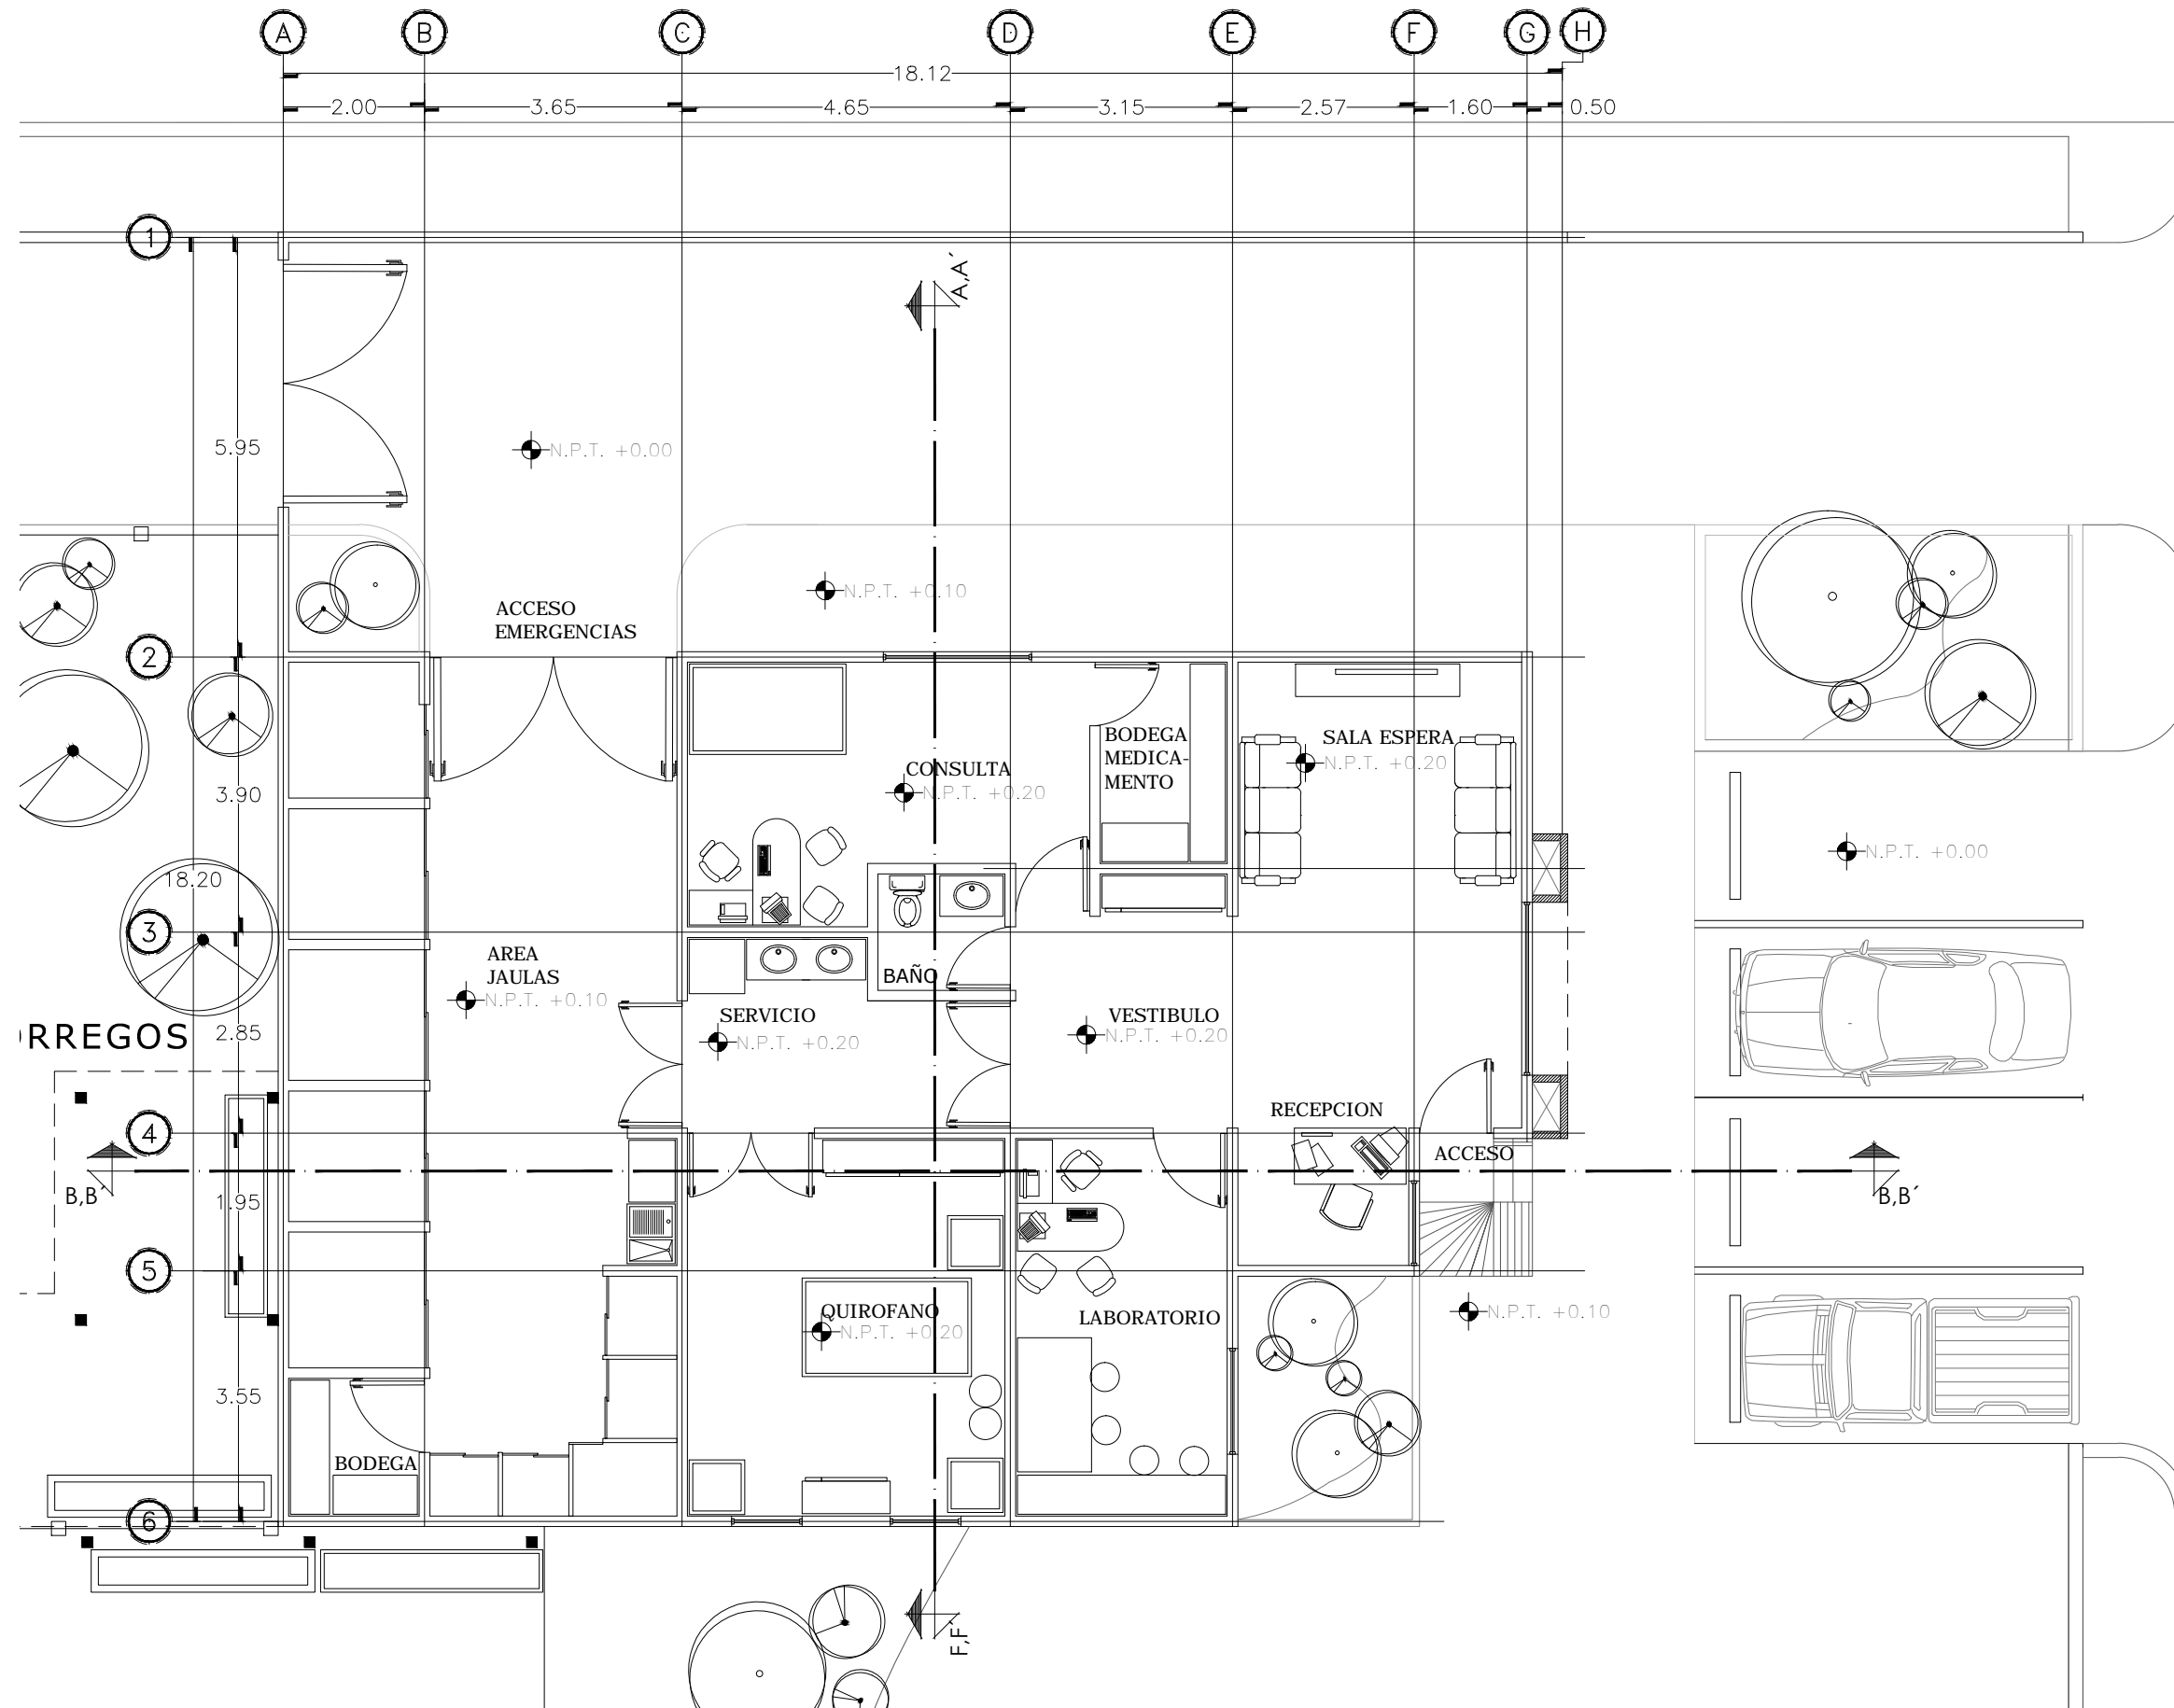 A
B
C
D
E
F
G
H
18.12
2.00
3.65
4.65
3.15
2.57
1.60
0.50
1
A,A´
5.95
N.P.T. +0.00
N.P.T. +0.10
ACCESO
EMERGENCIAS
2
BODEGA
MEDICA-
MENTO
SALA ESPERA
N.P.T. +0.20
CONSULTA
N.P.T. +0.20
3.90
N.P.T. +0.00
18.20
3
AREA
JAULAS
N.P.T. +0.10
BAÑO
SERVICIO
N.P.T. +0.20
VESTIBULO
N.P.T. +0.20
RREGOS
2.85
RECEPCION
4
ACCESO
B,B´
1.95
B,B´
5
QUIROFANO
N.P.T. +0.20
LABORATORIO
N.P.T. +0.10
3.55
BODEGA
6
F,F´